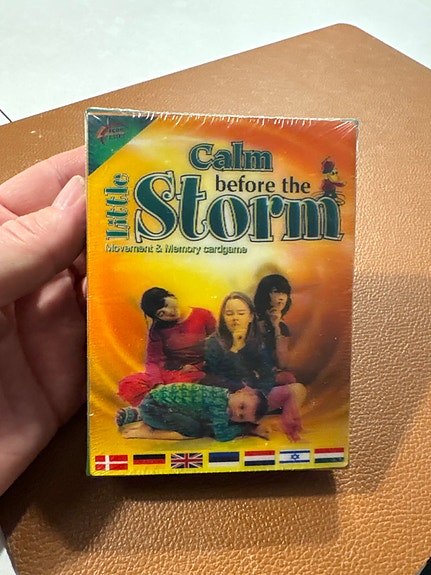 Calm
before the
Little
Storm
Movement & Memory cardgame